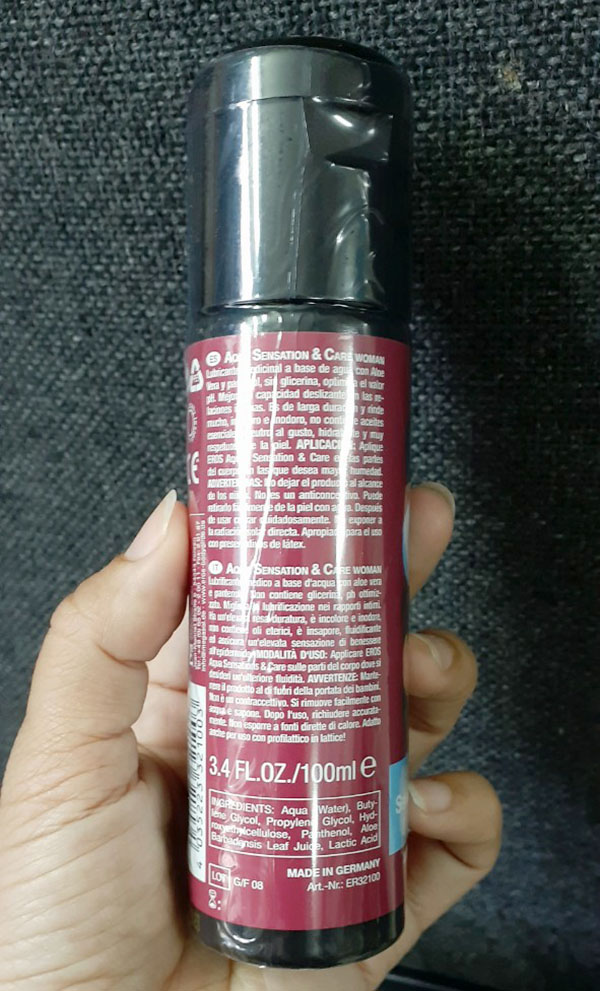 ES Aqua SENSATION & CARE WOMAN
Lubricante medicinal a base de agua con Aloe
Vera y pantenol, sin glicerina, optimiza el valor
pH. Mejora la capacidad deslizante en las re-
laciones íntimas. Es de larga duración y rinde
mucho, incoloro e inodoro, no contiene aceites
esenciales, neutro al gusto, hidratante y muy
respetuoso de la piel. APLICACIÓN: Aplique
EROS Aqua Sensation & Care en las partes
del cuerpo en las que desea mayor humedad.
ADVERTENCIAS: No dejar el producto al alcance
de los niños. No es un anticonceptivo. Puede
retirarlo fácilmente de la piel con agua. Después
de usar cerrar cuidadosamente. No exponer a
la radiación solar directa. Apropiado para el uso
con preservativos de látex.
IT Aqua SENSATION & CARE WOMAN
Lubrificante medico a base d'acqua con aloe vera
e pantenolo. Non contiene glicerina, ph ottimiz-
zato. Migliora la lubrificazione nei rapporti intimi.
Ha un'elevata resa/duratura, è incolore e inodore,
non contiene oli eterici, è insapore, fluidificante
ed assicura un'elevata sensazione di benessere
all'epidermide. MODALITÀ D'USO: Applicare EROS
Aqua Sensations & Care sulle parti del corpo dove si
desideri un'ulteriore fluidità. AVVERTENZE: Mante-
nere il prodotto al di fuori della portata dei bambini.
Non è un contraccettivo. Si rimuove facilmente con
acqua e sapone. Dopo l'uso, richiudere accurata-
mente. Non esporre a fonti dirette di calore. Adatto
anche per uso con profilattico in lattice!
3.4 FL.OZ./100ml e
INGREDIENTS: Aqua (Water), Buty-
lene Glycol, Propylene Glycol, Hyd-
roxyethylcellulose, Panthenol, Aloe
Barbadensis Leaf Juice, Lactic Acid
MADE IN GERMANY
LOT G/F 08 Art.-Nr.: ER32100
4 035223 321003